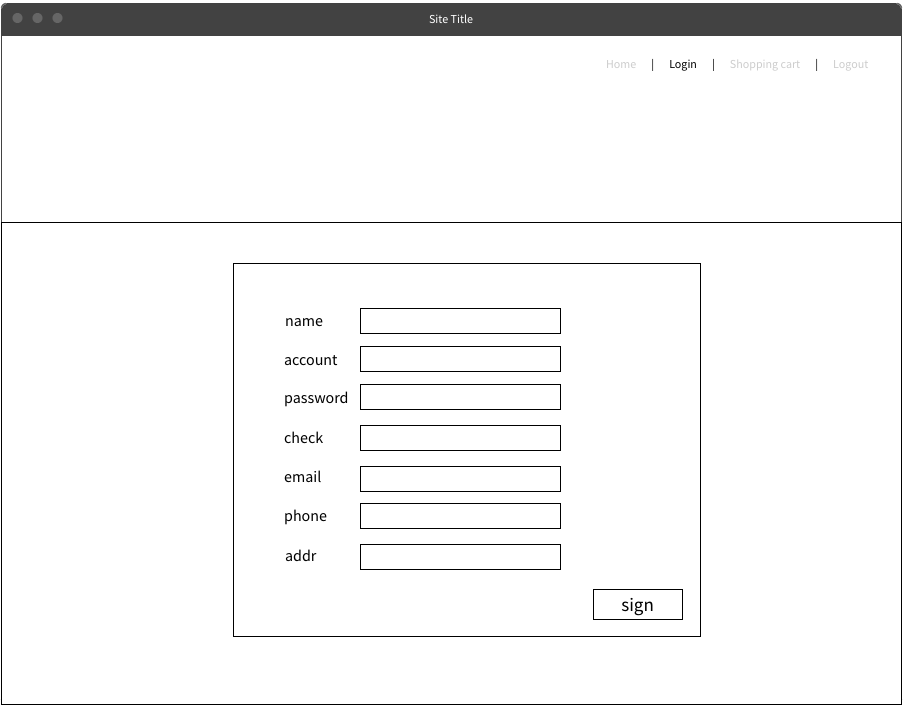 Site Title
Home | Login | Shopping cart | Logout
name
account
password
check
email
phone
addr
sign